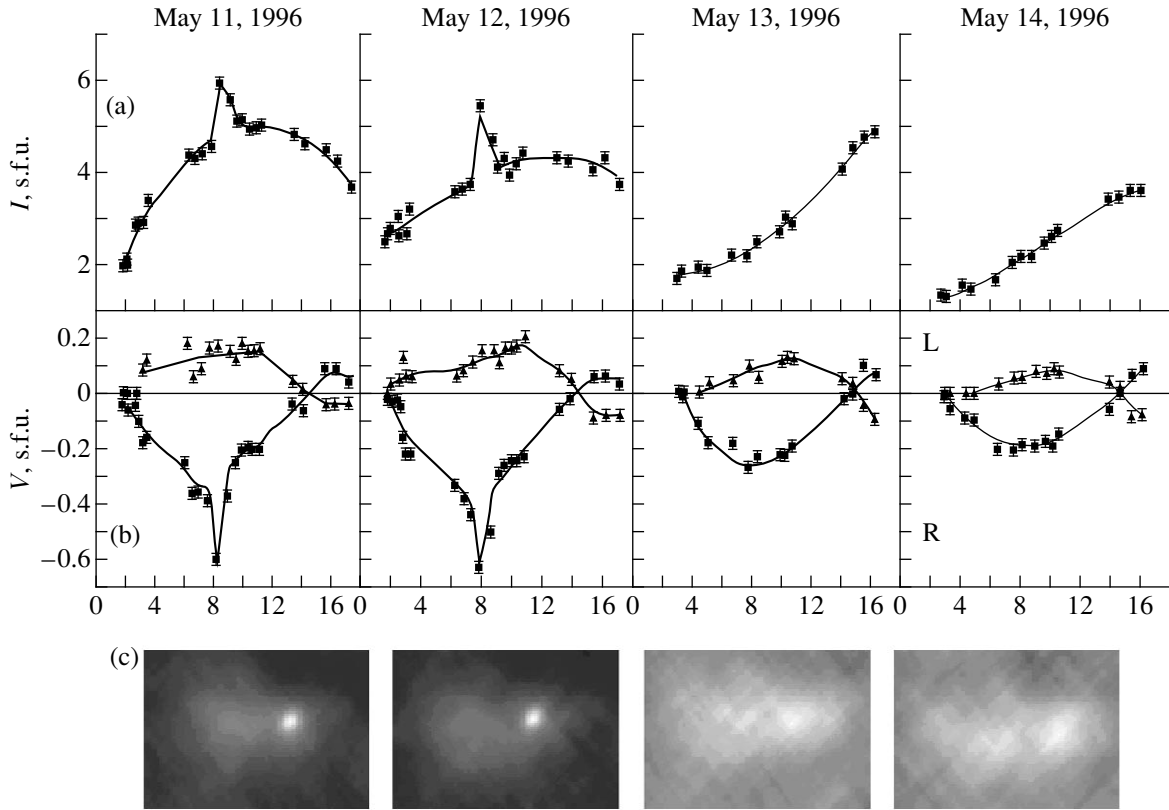 May 11, 1996 May 12, 1996 May 13, 1996 May 14, 1996
(a)
I, s.f.u.
6
4
2
(b)
V, s.f.u.
0.2
0
−0.2
−0.4
−0.6
L
R
0 4 8 12 16 0 4 8 12 16 0 4 8 12 16 0 4 8 12 16
(c)